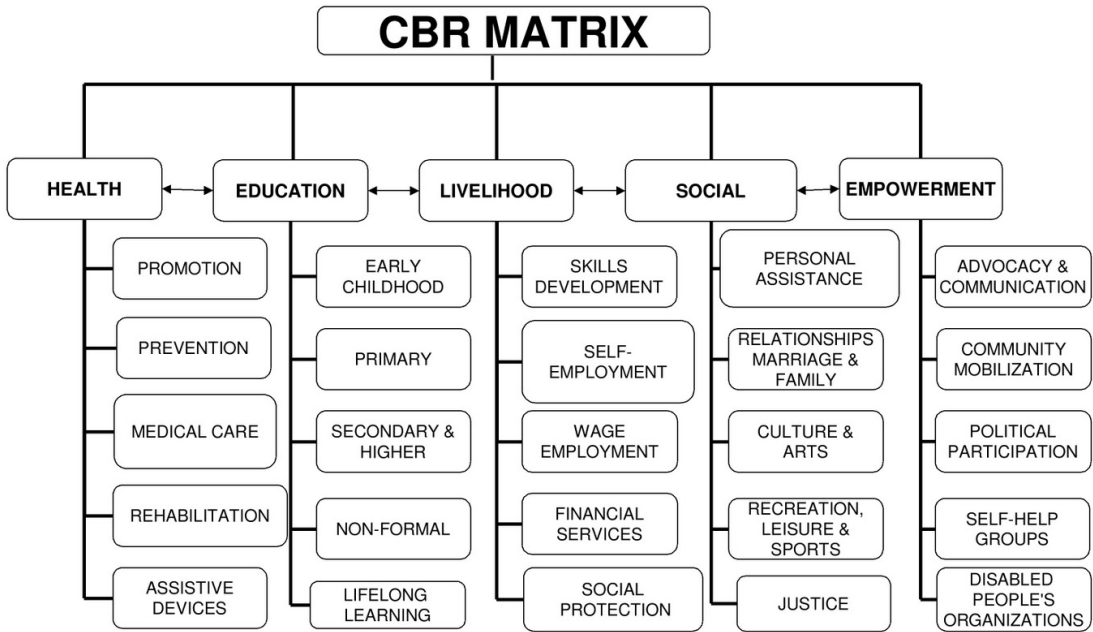 CBR MATRIX
HEALTH
EDUCATION
LIVELIHOOD
SOCIAL
EMPOWERMENT
PROMOTION
PREVENTION
MEDICAL CARE
REHABILITATION
ASSISTIVE
DEVICES
EARLY
CHILDHOOD
PRIMARY
SECONDARY &
HIGHER
NON-FORMAL
LIFELONG
LEARNING
SKILLS
DEVELOPMENT
SELF-
EMPLOYMENT
WAGE
EMPLOYMENT
FINANCIAL
SERVICES
SOCIAL
PROTECTION
PERSONAL
ASSISTANCE
RELATIONSHIPS
MARRIAGE &
FAMILY
CULTURE &
ARTS
RECREATION,
LEISURE &
SPORTS
JUSTICE
ADVOCACY &
COMMUNICATION
COMMUNITY
MOBILIZATION
POLITICAL
PARTICIPATION
SELF-HELP
GROUPS
DISABLED
PEOPLE'S
ORGANIZATIONS